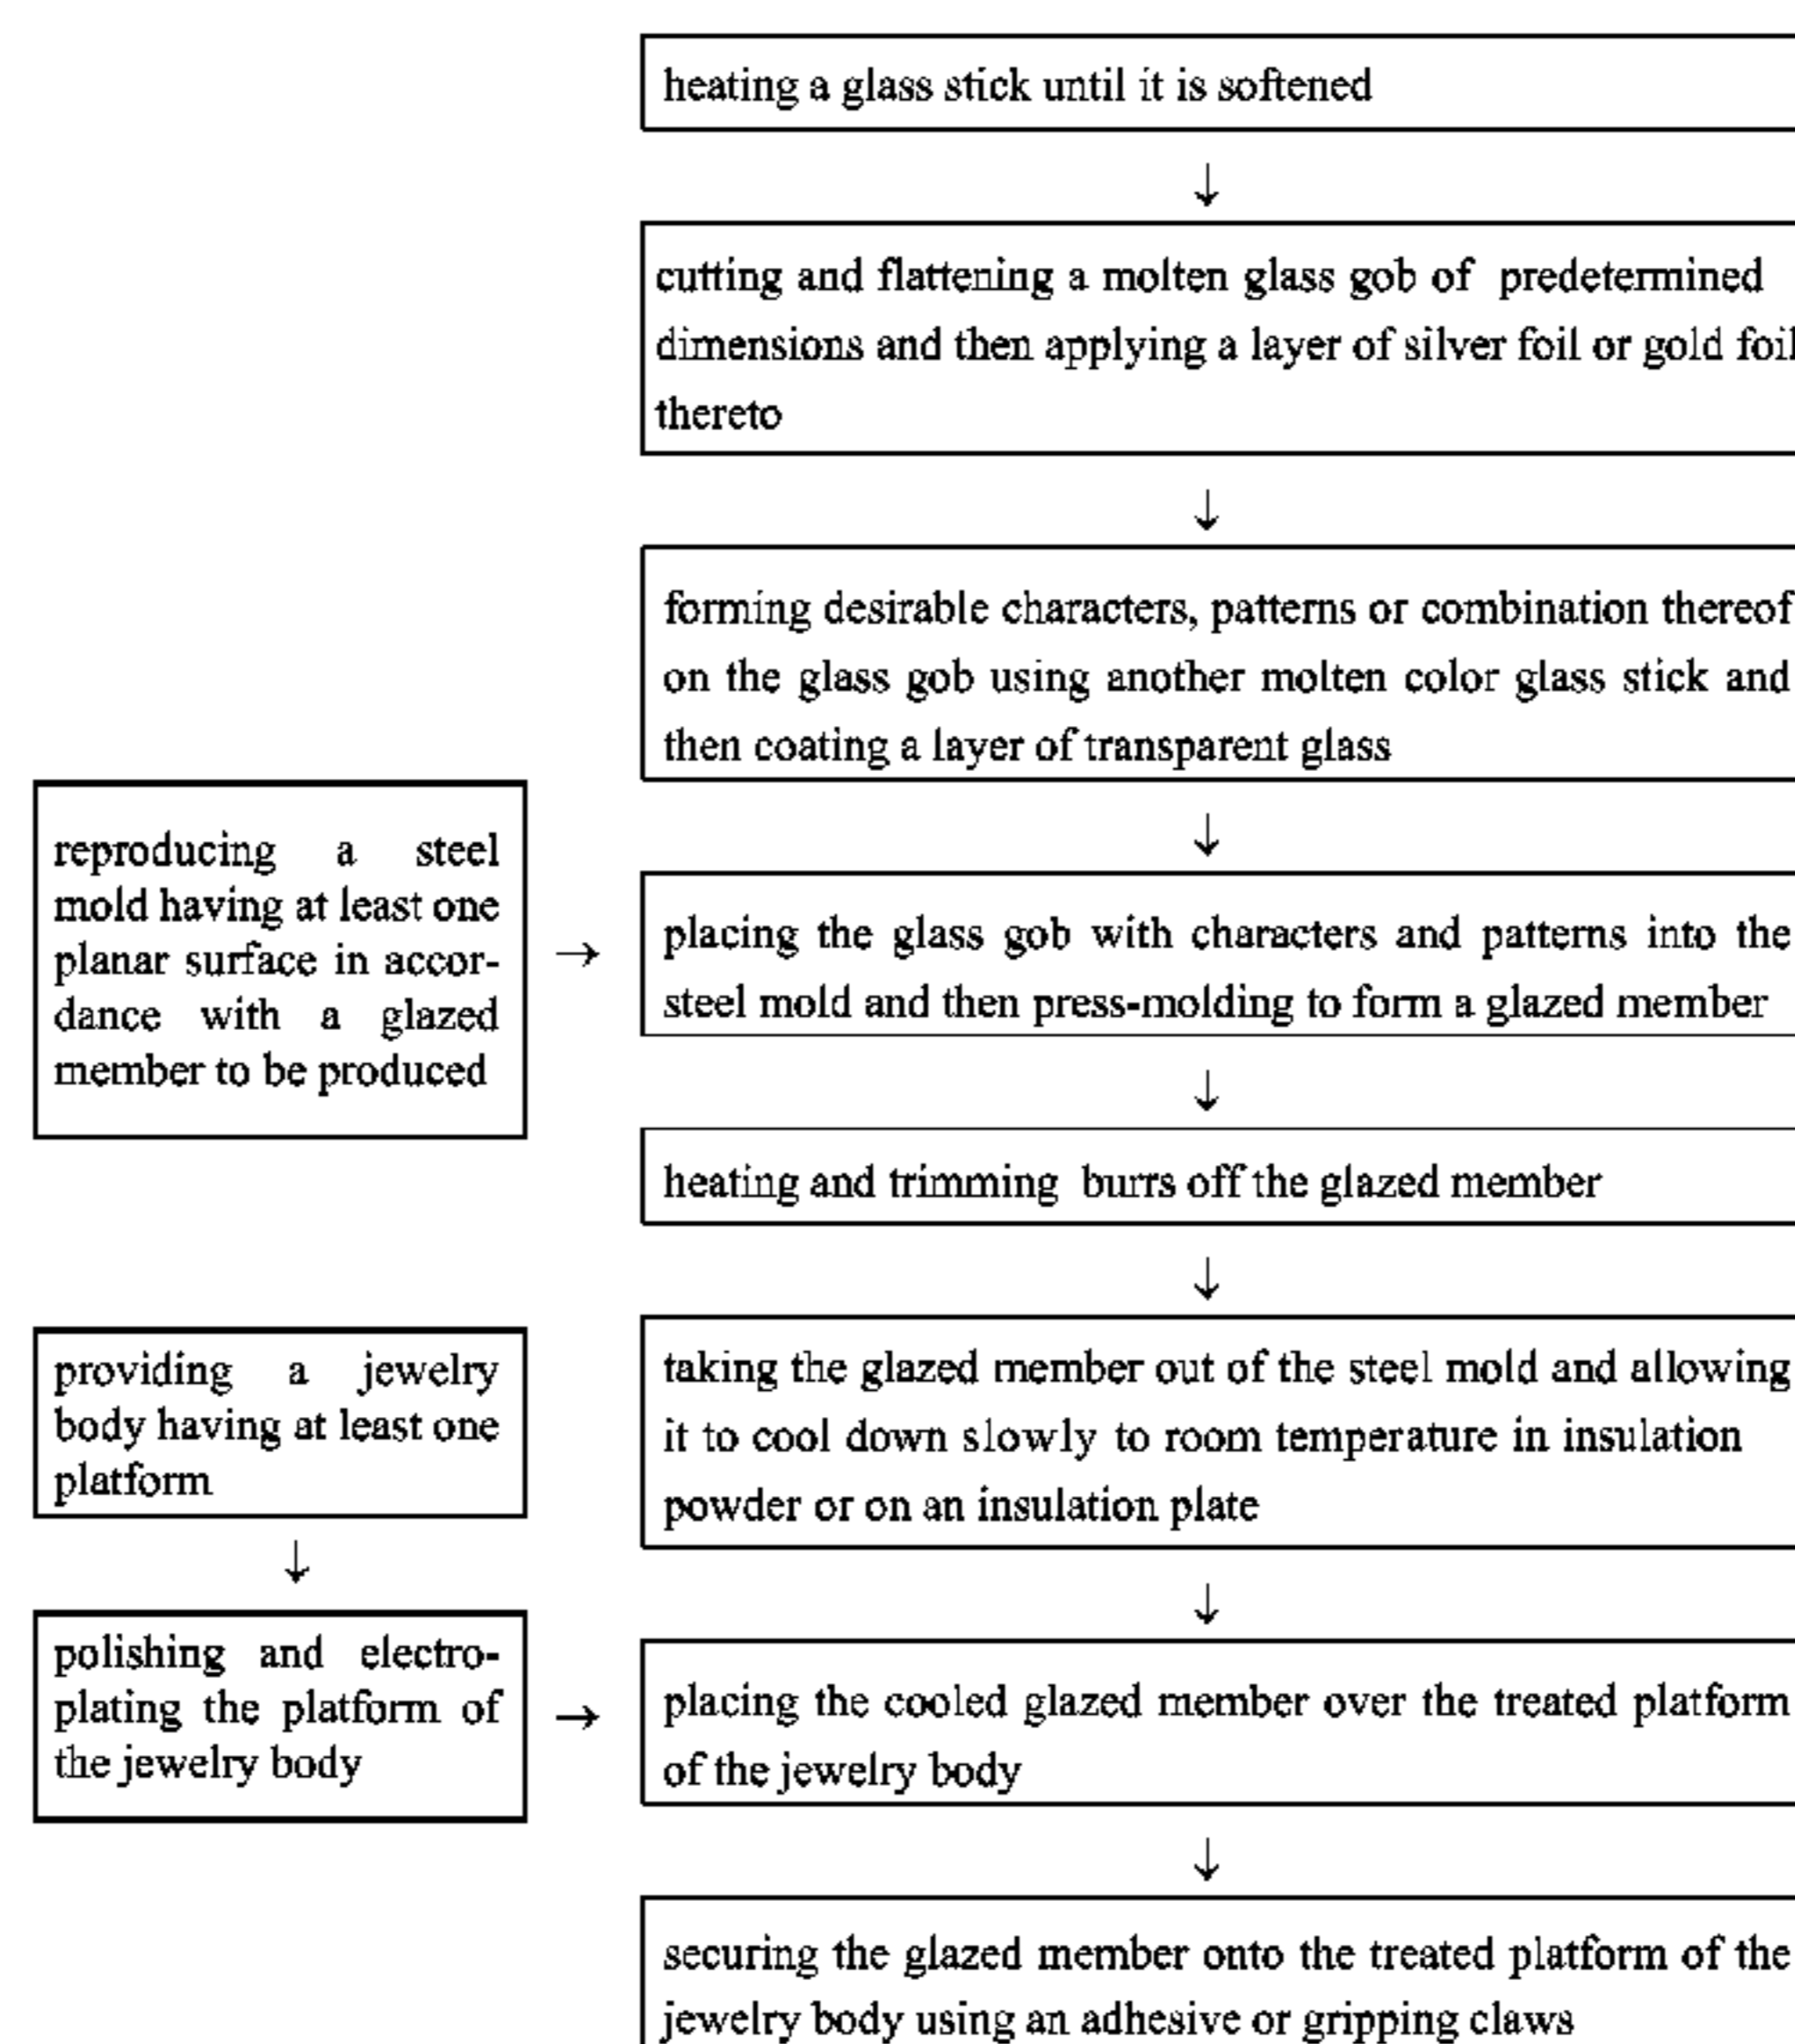 heating a glass stick until it is softened
↓
cutting and flattening a molten glass gob of predetermined
dimensions and then applying a layer of silver foil or gold foil
thereto
↓
forming desirable characters, patterns or combination thereof
on the glass gob using another molten color glass stick and
then coating a layer of transparent glass
↓
reproducing a steel
mold having at least one
planar surface in accor-
dance with a glazed
member to be produced
→
placing the glass gob with characters and patterns into the
steel mold and then press-molding to form a glazed member
↓
heating and trimming burrs off the glazed member
↓
taking the glazed member out of the steel mold and allowing
it to cool down slowly to room temperature in insulation
powder or on an insulation plate
↓
providing a jewelry
body having at least one
platform
↓
polishing and electro-
plating the platform of
the jewelry body
→
placing the cooled glazed member over the treated platform
of the jewelry body
↓
securing the glazed member onto the treated platform of the
jewelry body using an adhesive or gripping claws